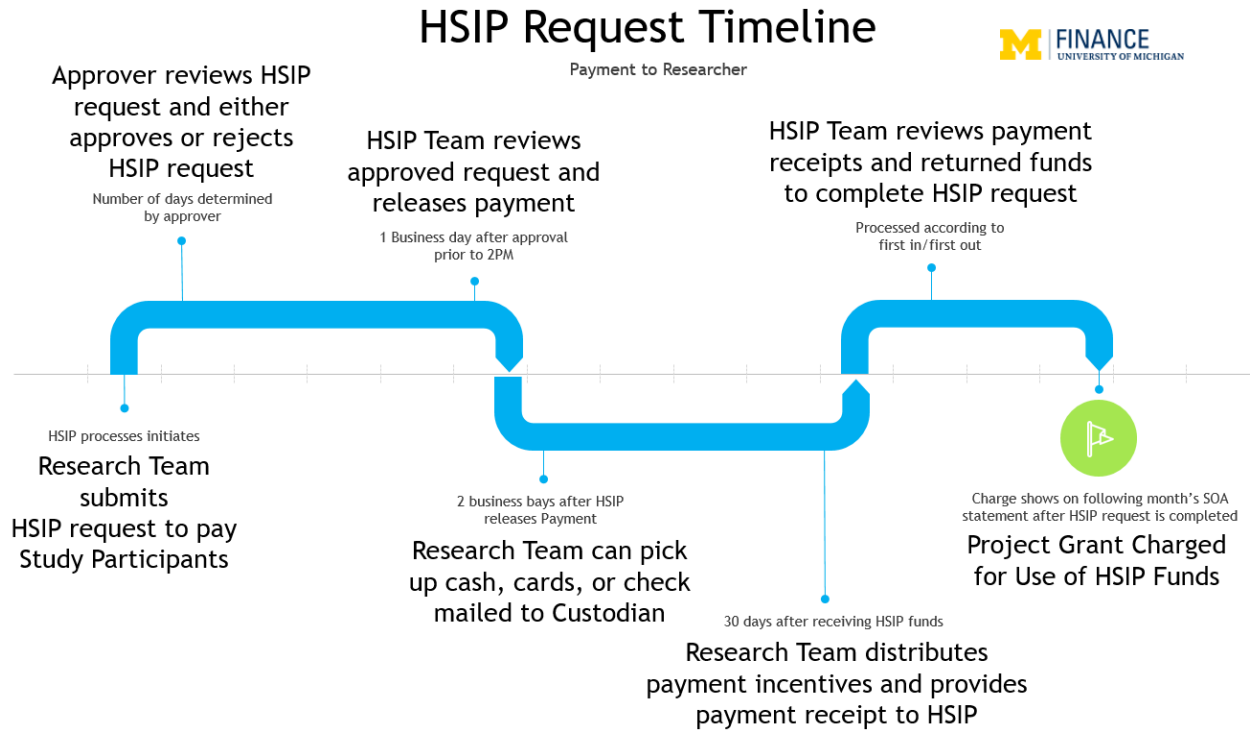 HSIP Request Timeline
Payment to Researcher
M FINANCE
UNIVERSITY OF MICHIGAN
Approver reviews HSIP
request and either
approves or rejects
HSIP request
Number of days determined
by approver
HSIP Team reviews
approved request and
releases payment
1 Business day after approval
prior to 2PM
HSIP Team reviews payment
receipts and returned funds
to complete HSIP request
Processed according to
first in/first out
HSIP processes initiates
Research Team
submits
HSIP request to pay
Study Participants
2 business bays after HSIP
releases Payment
Research Team can pick
up cash, cards, or check
mailed to Custodian
30 days after receiving HSIP funds
Research Team distributes
payment incentives and provides
payment receipt to HSIP
Charge shows on following month's SOA
statement after HSIP request is completed
Project Grant Charged
for Use of HSIP Funds